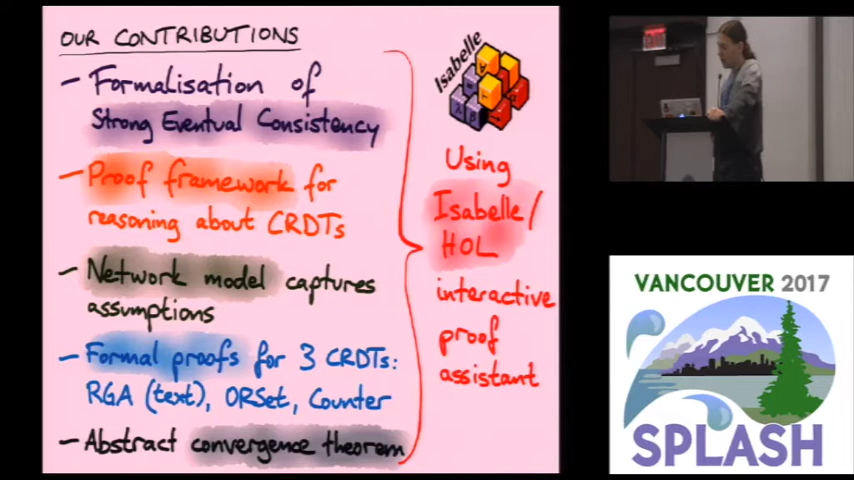 OUR CONTRIBUTIONS
– Formalisation of
Strong Eventual Consistency
– Proof framework for
reasoning about CRDTs
– Network model captures
assumptions
– Formal proofs for 3 CRDTs:
RGA (text), ORSet, Counter
– Abstract convergence theorem
Isabelle
Using
Isabelle/
HOL
interactive
proof
assistant
VANCOUVER 2017
SPLASH